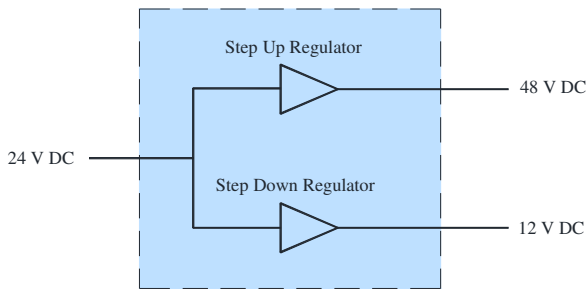 Step Up Regulator
48 V DC
24 V DC
Step Down Regulator
12 V DC